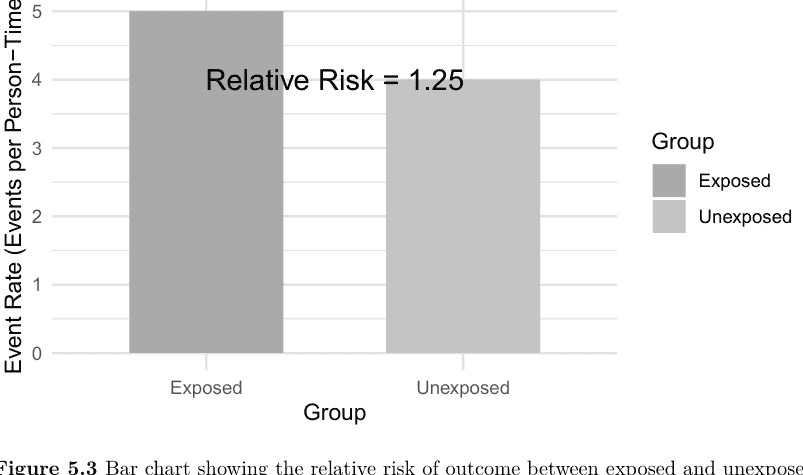 5
4
3
2
1
0
Event Rate (Events per Person−Time
Relative Risk = 1.25
Exposed
Unexposed
Group
Group
Exposed
Unexposed
Figure 5.3 Bar chart showing the relative risk of outcome between exposed and